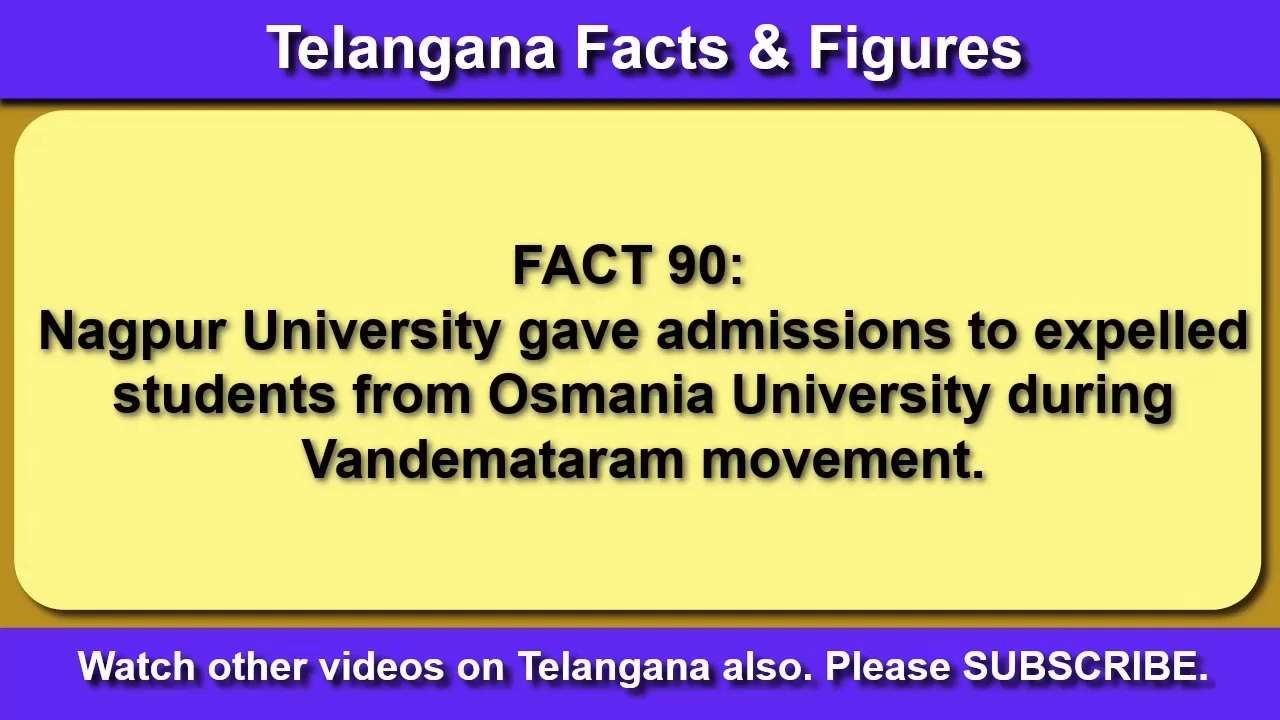 Telangana Facts & Figures
FACT 90:
Nagpur University gave admissions to expelled
students from Osmania University during
Vandemataram movement.
Watch other videos on Telangana also. Please SUBSCRIBE.